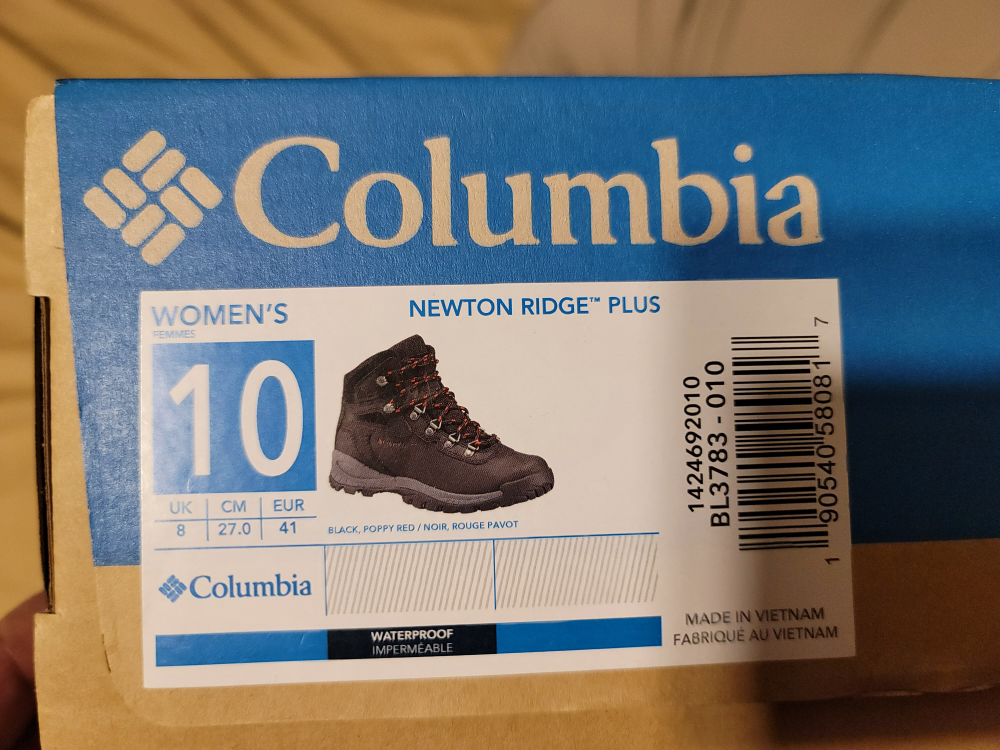 Columbia
WOMEN'S
FEMMES
NEWTON RIDGE™ PLUS
10
UK CM EUR
8 27.0 41
BLACK, POPPY RED / NOIR, ROUGE PAVOT
Columbia
WATERPROOF
IMPERMÉABLE
1424692010
BL3783 - 010
1 90540 58081 7
MADE IN VIETNAM
FABRIQUÉ AU VIETNAM